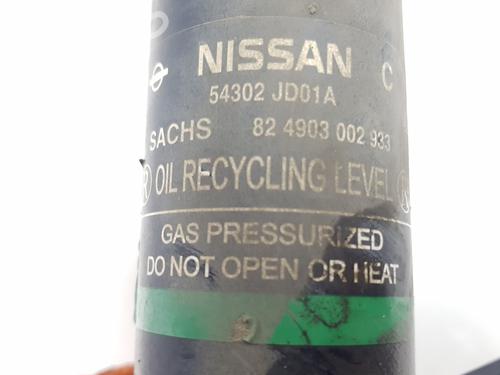 NISSAN C
54302 JD01A
SACHS 82 4903 002 933
OIL RECYCLING LEVEL
GAS PRESSURIZED
DO NOT OPEN OR HEAT